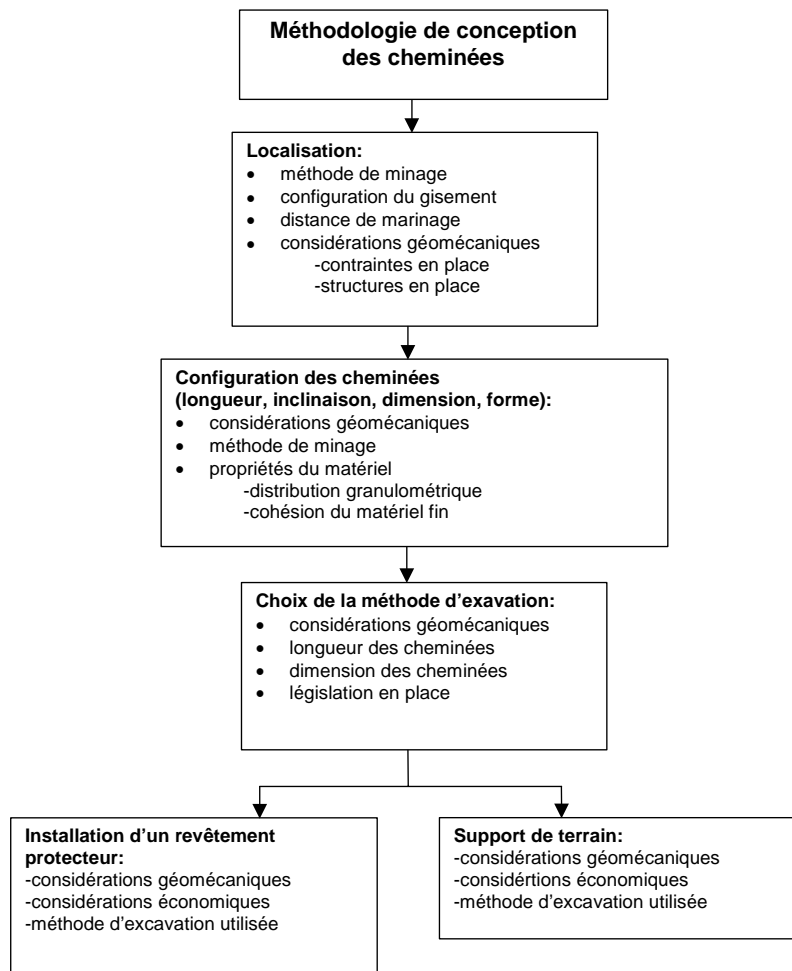 Méthodologie de conception
des cheminées
Localisation:
• méthode de minage
• configuration du gisement
• distance de marinage
• considérations géomécaniques
-contraintes en place
-structures en place
Configuration des cheminées
(longueur, inclinaison, dimension, forme):
• considérations géomécaniques
• méthode de minage
• propriétés du matériel
-distribution granulométrique
-cohésion du matériel fin
Choix de la méthode d'exavation:
• considérations géomécaniques
• longueur des cheminées
• dimension des cheminées
• législation en place
Installation d'un revêtement
protecteur:
-considérations géomécaniques
-considérations économiques
-méthode d'excavation utilisée
Support de terrain:
-considérations géomécaniques
-considértions économiques
-méthode d'excavation utilisée